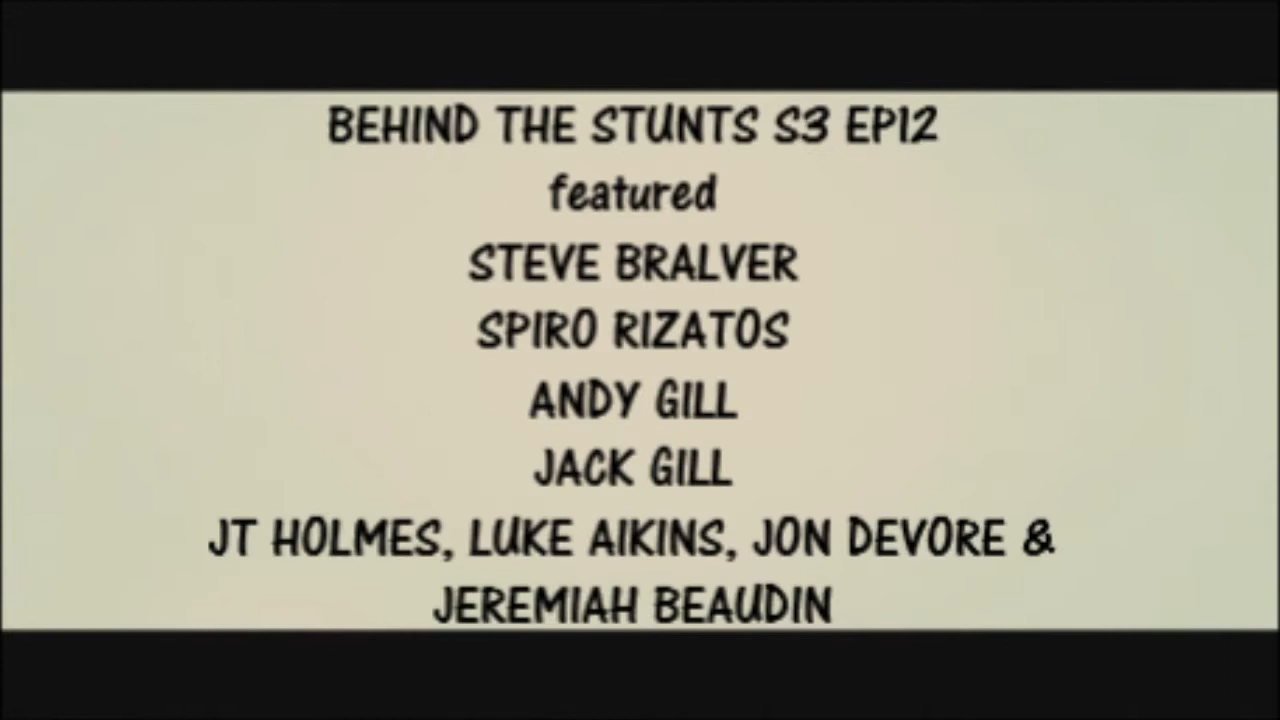 BEHIND THE STUNTS S3 EP12
featured
STEVE BRALVER
SPIRO RIZATOS
ANDY GILL
JACK GILL
JT HOLMES, LUKE AIKINS, JON DEVORE &
JEREMIAH BEAUDIN